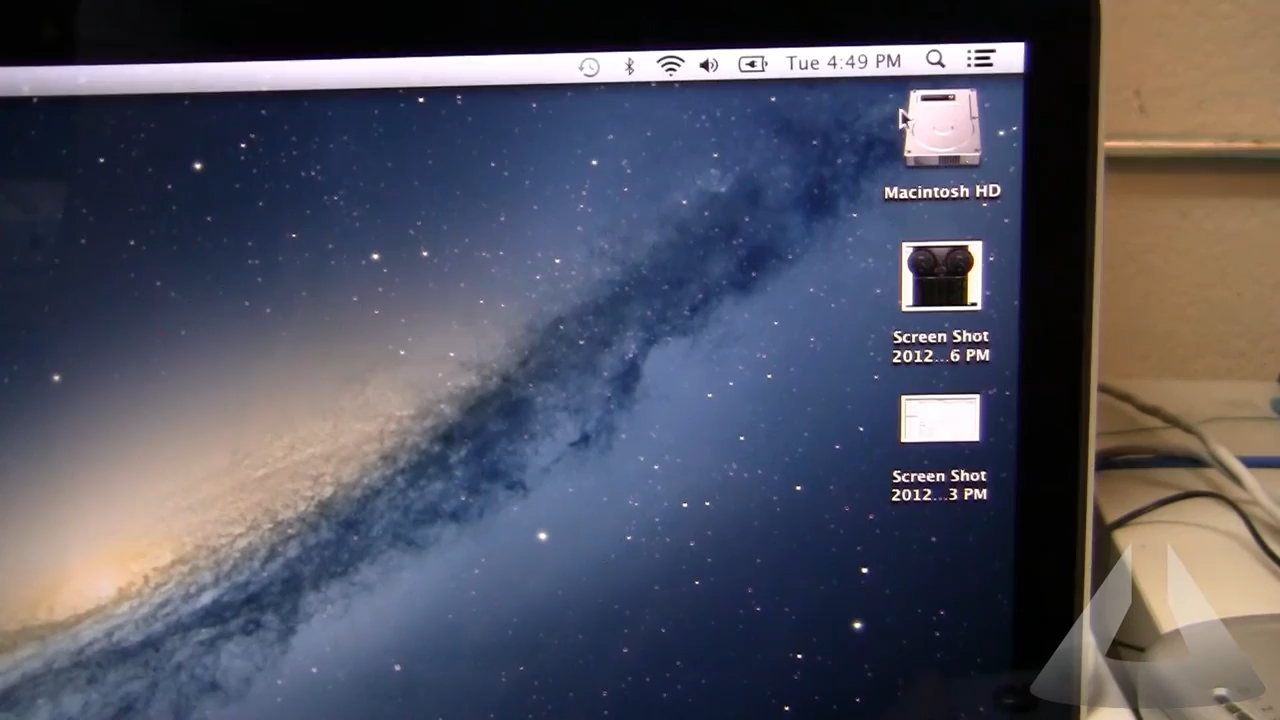 Tue 4:49 PM
Macintosh HD
Screen Shot
2012...6 PM
Screen Shot
2012...3 PM